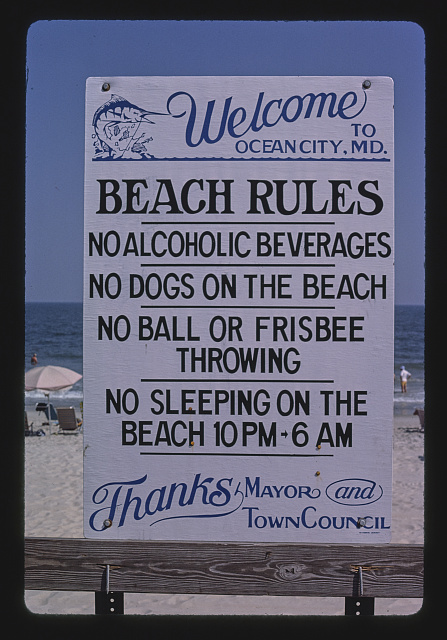 Welcome
TO
OCEAN CITY, MD.
BEACH RULES
NO ALCOHOLIC BEVERAGES
NO DOGS ON THE BEACH
NO BALL OR FRISBEE
THROWING
NO SLEEPING ON THE
BEACH 10 PM - 6 AM
Thanks, MAYOR and
TOWN COUNCIL